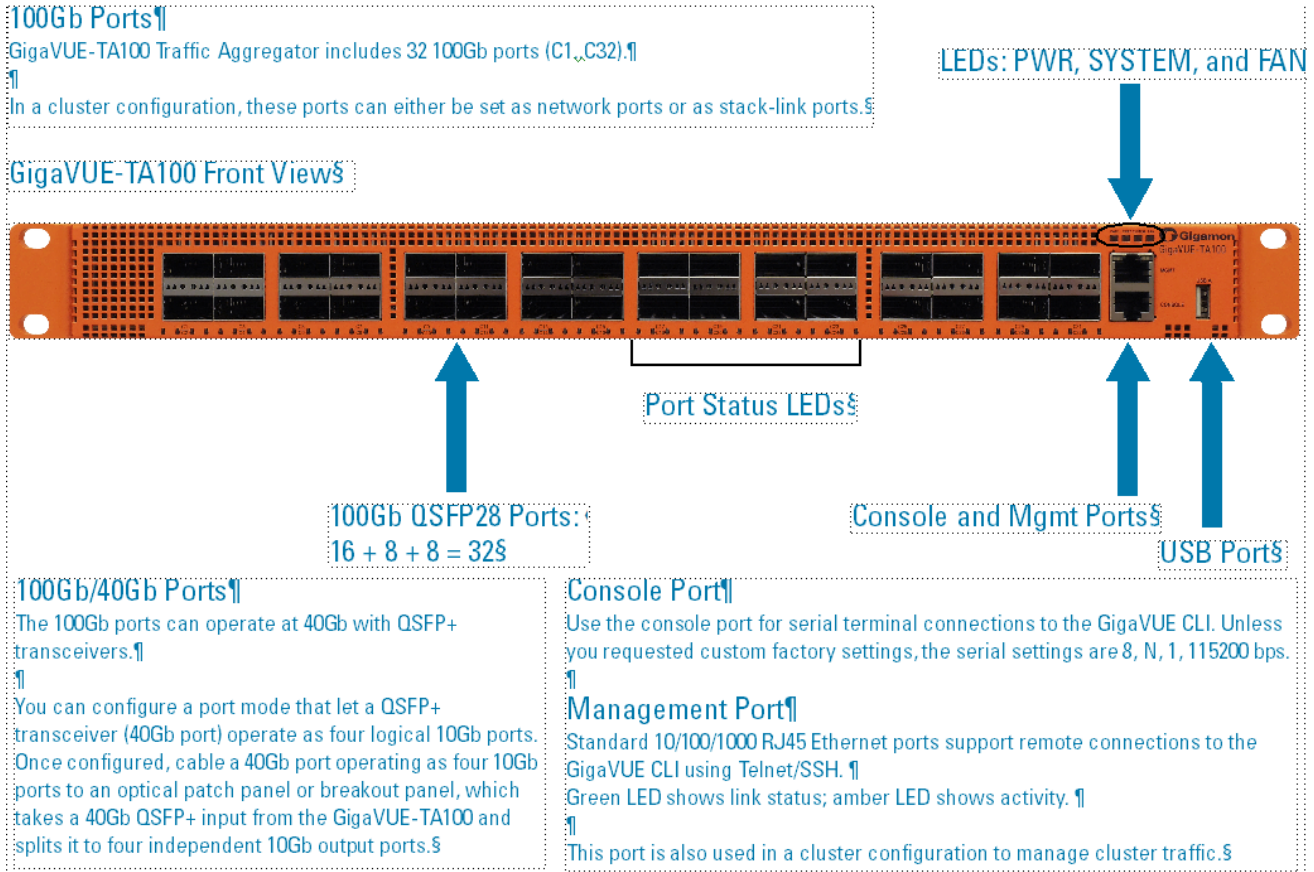 100Gb Ports¶
GigaVUE-TA100 Traffic Aggregator includes 32 100Gb ports (C1..C32).¶
¶
In a cluster configuration, these ports can either be set as network ports or as stack-link ports.§
LEDs: PWR, SYSTEM, and FAN
GigaVUE-TA100 Front View§
Gigamon
GigaVUE-TA100
MGMT
Port Status LEDs§
100Gb QSFP28 Ports:
16 + 8 + 8 = 32§
Console and Mgmt Ports§
USB Port§
100Gb/40Gb Ports¶
The 100Gb ports can operate at 40Gb with QSFP+
transceivers.¶
¶
You can configure a port mode that let a QSFP+
transceiver (40Gb port) operate as four logical 10Gb ports.
Once configured, cable a 40Gb port operating as four 10Gb
ports to an optical patch panel or breakout panel, which
takes a 40Gb QSFP+ input from the GigaVUE-TA100 and
splits it to four independent 10Gb output ports.§
Console Port¶
Use the console port for serial terminal connections to the GigaVUE CLI. Unless
you requested custom factory settings, the serial settings are 8, N, 1, 115200 bps.
¶
Management Port¶
Standard 10/100/1000 RJ45 Ethernet ports support remote connections to the
GigaVUE CLI using Telnet/SSH. ¶
Green LED shows link status; amber LED shows activity. ¶
¶
This port is also used in a cluster configuration to manage cluster traffic.§